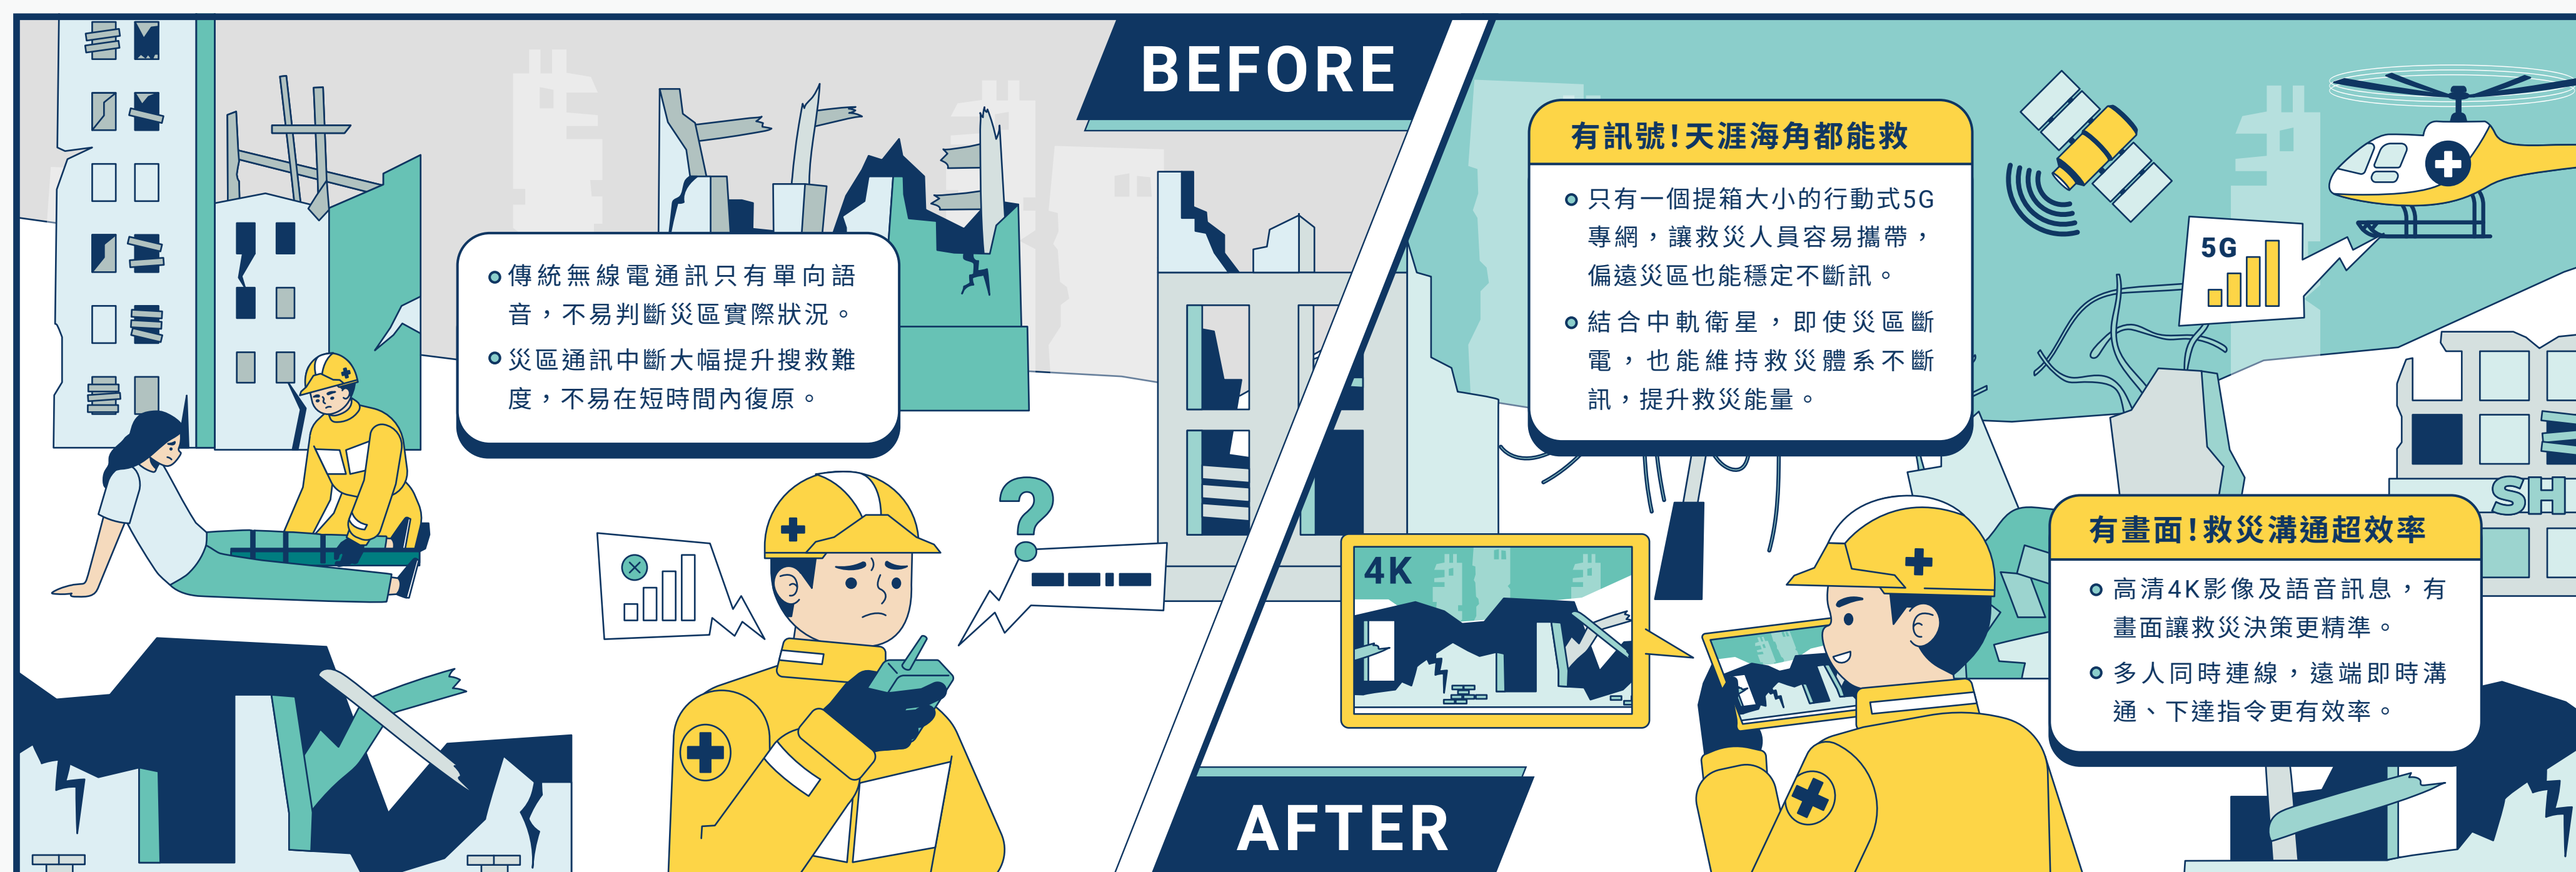 BEFORE
傳統無線電通訊只有單向語
音，不易判斷災區實際狀況。
災區通訊中斷大幅提升搜救難
度，不易在短時間內復原。
有訊號!天涯海角都能救
只有一個提箱大小的行動式5G
專網，讓救災人員容易攜帶，
偏遠災區也能穩定不斷訊。
結合中軌衛星，即使災區斷
電，也能維持救災體系不斷
訊，提升救災能量。
5G
?
4K
SH
有畫面!救災溝通超效率
高清4K影像及語音訊息，有
畫面讓救災決策更精準。
多人同時連線，遠端即時溝
通、下達指令更有效率。
AFTER